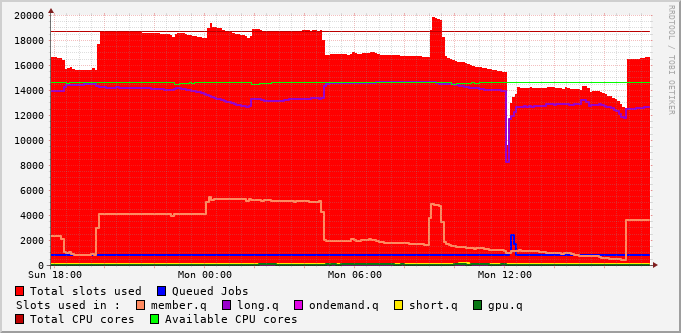 20000
18000
16000
14000
12000
10000
8000
6000
4000
2000
0
Sun 18:00 Mon 00:00 Mon 06:00 Mon 12:00
Total slots used Queued Jobs
Slots used in : member.q long.q ondemand.q short.q gpu.q
Total CPU cores Available CPU cores
RRDTOOL / TOBI OETIKER